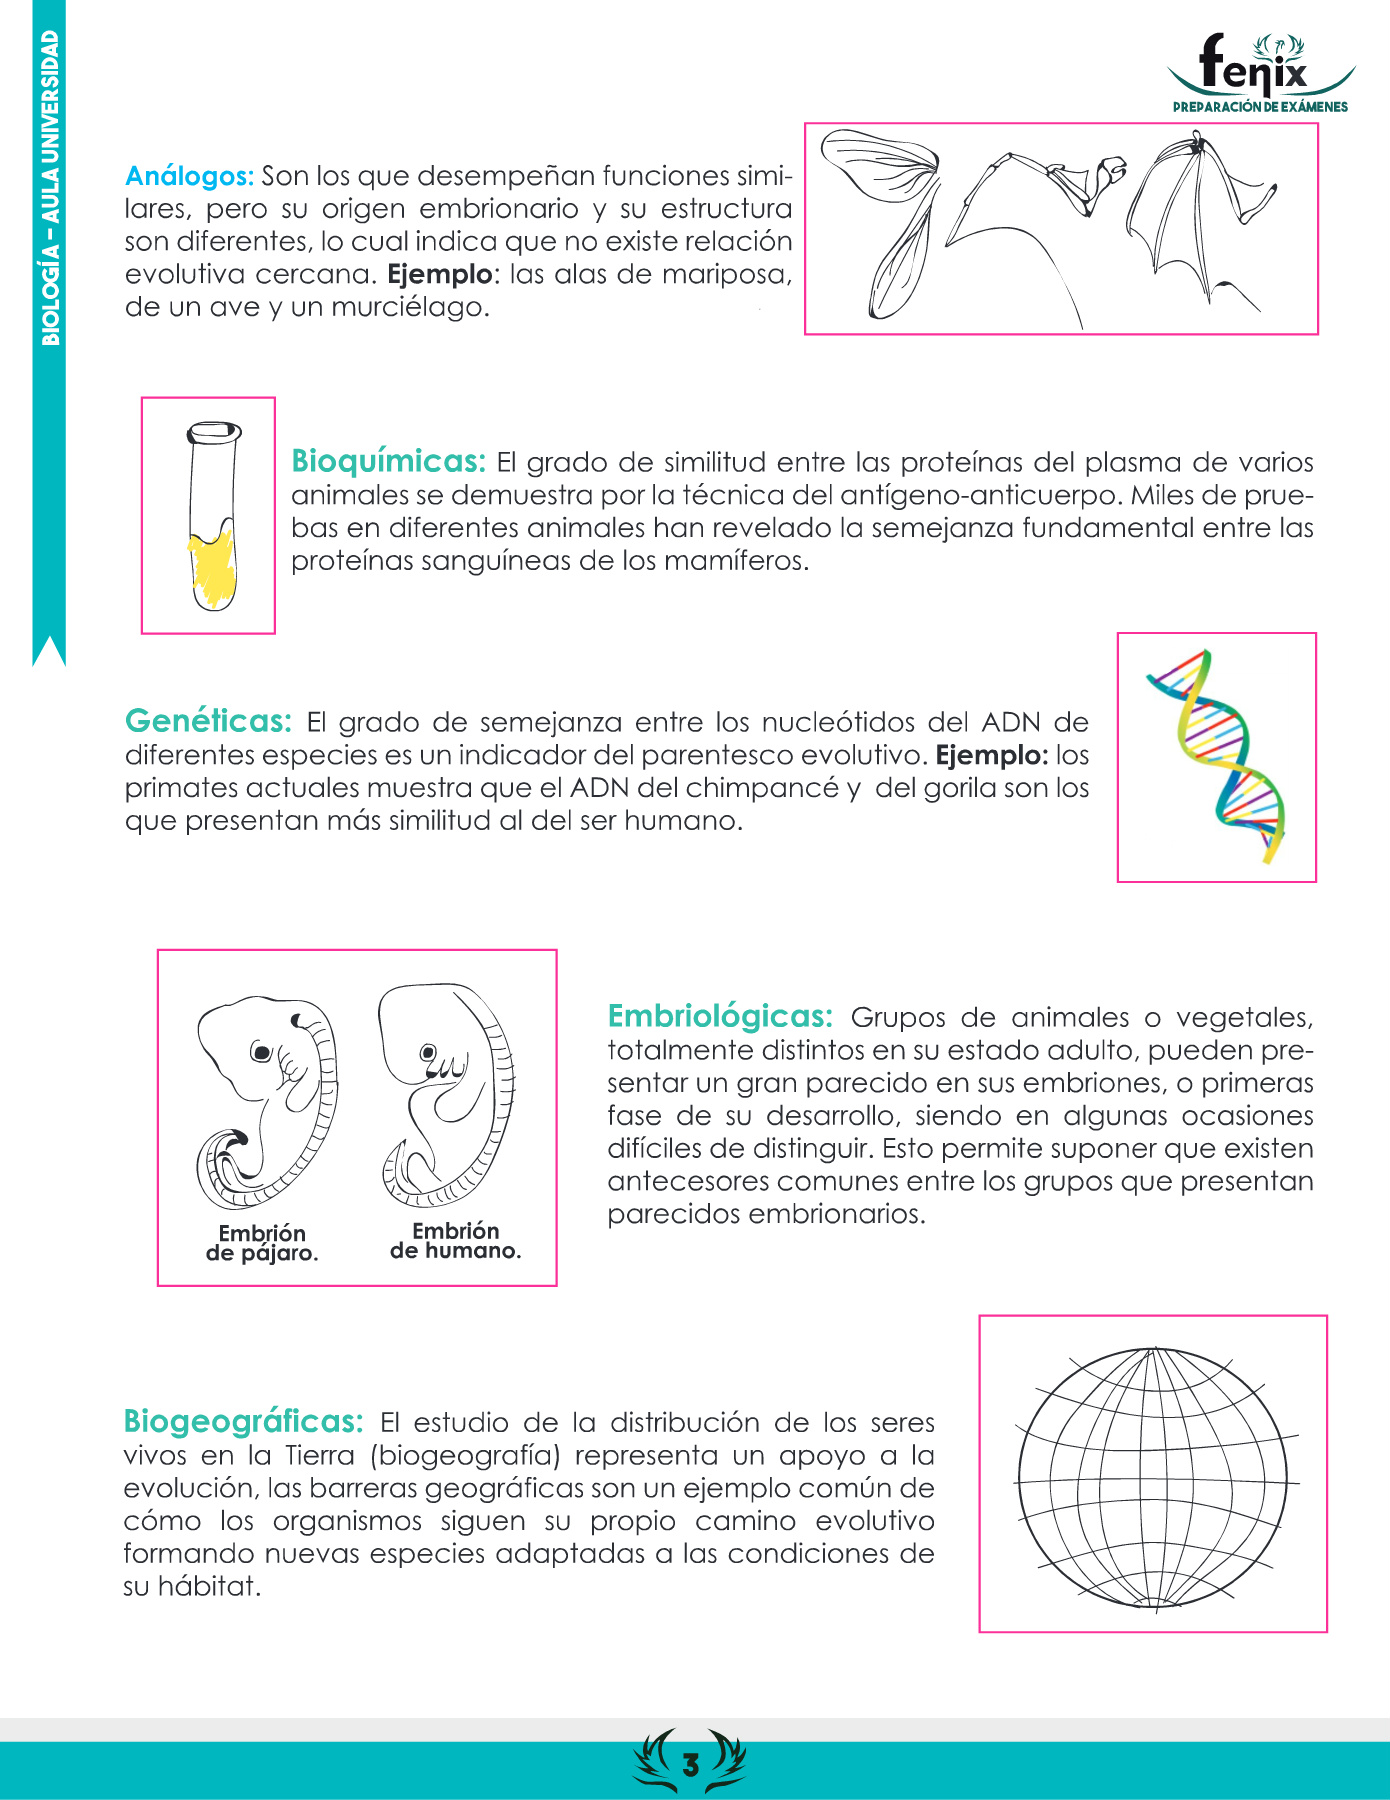 BIOLOGÍA – AULA UNIVERSIDAD
fenix
PREPARACIÓN DE EXÁMENES
Análogos: Son los que desempeñan funciones simi-
lares, pero su origen embrionario y su estructura
son diferentes, lo cual indica que no existe relación
evolutiva cercana. Ejemplo: las alas de mariposa,
de un ave y un murciélago.
Bioquímicas: El grado de similitud entre las proteínas del plasma de varios
animales se demuestra por la técnica del antígeno-anticuerpo. Miles de prue-
bas en diferentes animales han revelado la semejanza fundamental entre las
proteínas sanguíneas de los mamíferos.
Genéticas: El grado de semejanza entre los nucleótidos del ADN de
diferentes especies es un indicador del parentesco evolutivo. Ejemplo: los
primates actuales muestra que el ADN del chimpancé y del gorila son los
que presentan más similitud al del ser humano.
Embrión
de pájaro.
Embrión
de humano.
Embriológicas: Grupos de animales o vegetales,
totalmente distintos en su estado adulto, pueden pre-
sentar un gran parecido en sus embriones, o primeras
fase de su desarrollo, siendo en algunas ocasiones
difíciles de distinguir. Esto permite suponer que existen
antecesores comunes entre los grupos que presentan
parecidos embrionarios.
Biogeográficas: El estudio de la distribución de los seres
vivos en la Tierra (biogeografía) representa un apoyo a la
evolución, las barreras geográficas son un ejemplo común de
cómo los organismos siguen su propio camino evolutivo
formando nuevas especies adaptadas a las condiciones de
su hábitat.
3